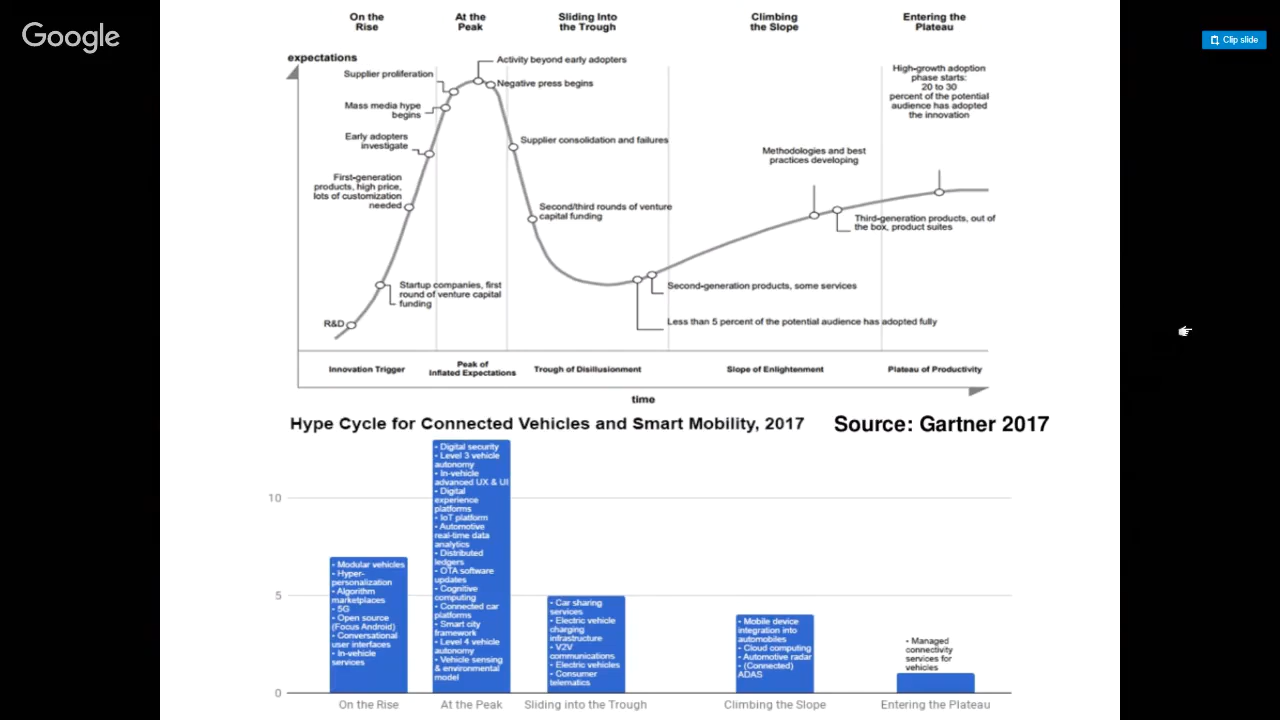 Google
Clip slide
On the
Rise
At the
Peak
Sliding Into
the Trough
Climbing
the Slope
Entering the
Plateau
expectations
Activity beyond early adopters
Supplier proliferation
Negative press begins
Mass media hype
begins
Early adopters
investigate
First-generation
products, high price,
lots of customization
needed
Startup companies, first
round of venture capital
funding
R&D
Supplier consolidation and failures
Second/third rounds of venture
capital funding
High-growth adoption
phase starts:
20 to 30
percent of the potential
audience has adopted
the innovation
Methodologies and best
practices developing
Third-generation products, out of
the box, product suites
Second-generation products, some services
Less than 5 percent of the potential audience has adopted fully
Innovation Trigger
Peak of
Inflated Expectations
Trough of Disillusionment
Slope of Enlightenment
Plateau of Productivity
time
Hype Cycle for Connected Vehicles and Smart Mobility, 2017
Source: Gartner 2017
10
5
0
- Modular vehicles
- Hyper-
personalization
- Algorithm
marketplaces
- 5G
- Open source
(Focus Android)
- Conversational
user interfaces
- In-vehicle
services
- Digital security
- Level 3 vehicle
autonomy
- In-vehicle
advanced UX & UI
- Digital
experience
platforms
- IoT platform
- Automotive
real-time data
analytics
- Distributed
ledgers
- OTA software
updates
- Cognitive
computing
- Connected car
platforms
- Smart city
framework
- Level 4 vehicle
autonomy
- Vehicle sensing
& environmental
model
- Car sharing
services
- Electric vehicle
charging
infrastructure
- V2V
communications
- Electric vehicles
- Consumer
telematics
- Mobile device
integration into
automobiles
- Cloud computing
- Automotive radar
- (Connected)
ADAS
- Managed
connectivity
services for
vehicles
On the Rise
At the Peak
Sliding into the Trough
Climbing the Slope
Entering the Plateau